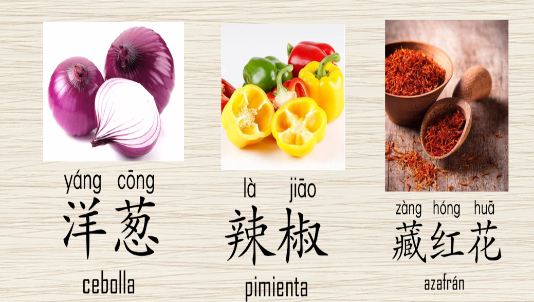 yáng cōng
洋葱
cebolla
là jiāo
辣椒
pimienta
zàng hóng huā
藏红花
azafrán